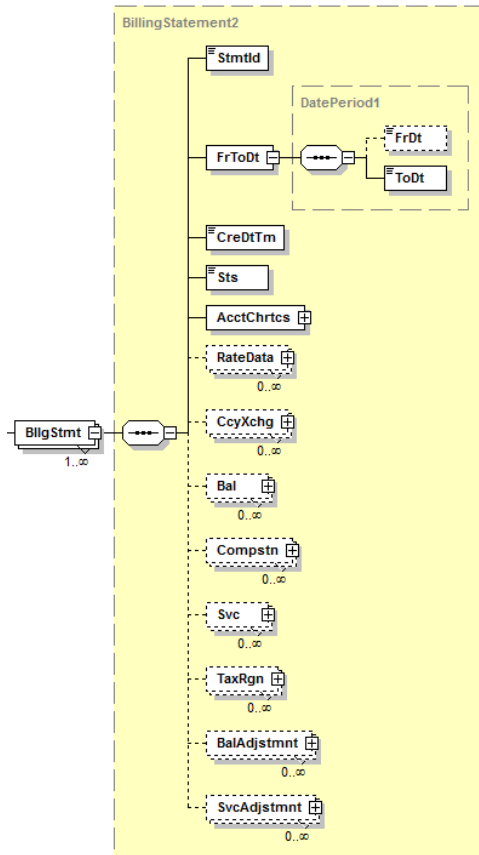 BillingStatement2
StmtId
DatePeriod1
FrDt
FrToDt
ToDt
CreDtTm
Sts
AcctChrtcs
RateData
0..∞
CcyXchg
0..∞
BllgStmt
1..∞
Bal
0..∞
Compstn
0..∞
Svc
0..∞
TaxRgn
0..∞
BalAdjstmnt
0..∞
SvcAdjstmnt
0..∞